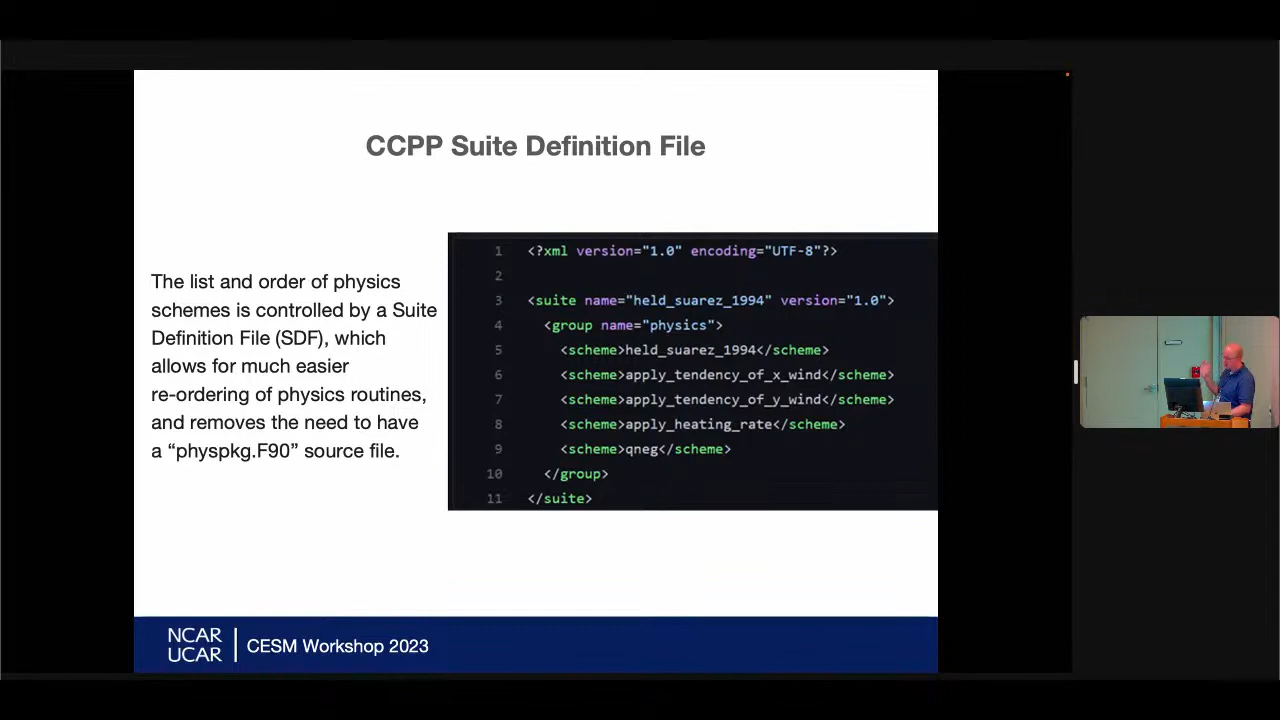 CCPP Suite Definition File
The list and order of physics
schemes is controlled by a Suite
Definition File (SDF), which
allows for much easier
re-ordering of physics routines,
and removes the need to have
a “physpkg.F90” source file.
1 <?xml version="1.0" encoding="UTF-8"?>
2
3 <suite name="held_suarez_1994" version="1.0">
4 <group name="physics">
5 <scheme>held_suarez_1994</scheme>
6 <scheme>apply_tendency_of_x_wind</scheme>
7 <scheme>apply_tendency_of_y_wind</scheme>
8 <scheme>apply_heating_rate</scheme>
9 <scheme>qneg</scheme>
10 </group>
11 </suite>
NCAR
UCAR
CESM Workshop 2023